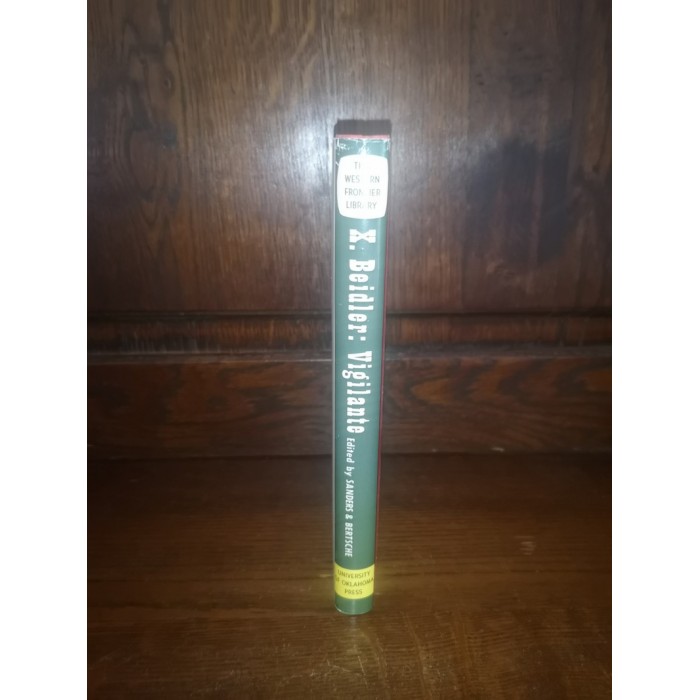 THE
WESTERN
FRONTIER
LIBRARY
X. Beidler: Vigilante
Edited by SANDERS & BERTSCHE
UNIVERSITY
OF OKLAHOMA
PRESS